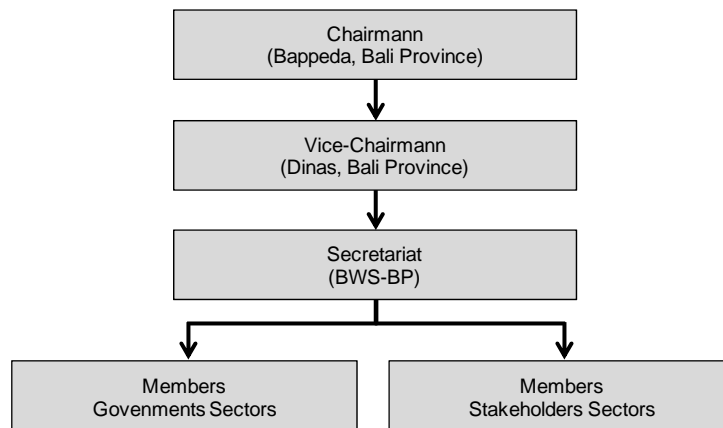 Chairmann
(Bappeda, Bali Province)
Vice-Chairmann
(Dinas, Bali Province)
Secretariat
(BWS-BP)
Members
Govenments Sectors
Members
Stakeholders Sectors